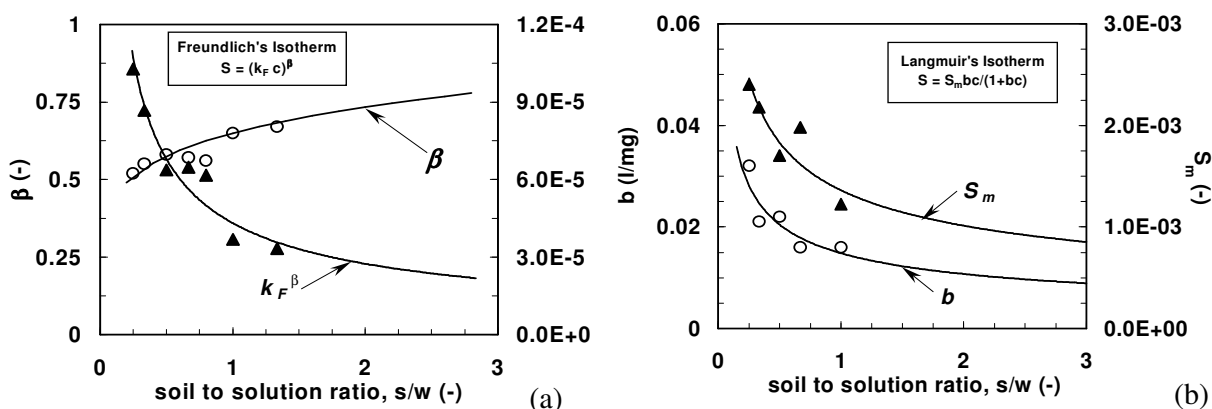 1
0.75
0.5
0.25
0
β (-)
Freundlich's Isotherm
S = (k_F c)^β
β
k_F^β
1.2E-4
9.0E-5
6.0E-5
3.0E-5
0.0E+0
0 1 2 3
soil to solution ratio, s/w (-)
(a)
0.06
0.04
0.02
0
b (l/mg)
Langmuir's Isotherm
S = S_m bc/(1+bc)
S_m
b
3.0E-03
2.0E-03
1.0E-03
0.0E+00
S_m (-)
0 1 2 3
soil to solution ratio, s/w (-)
(b)